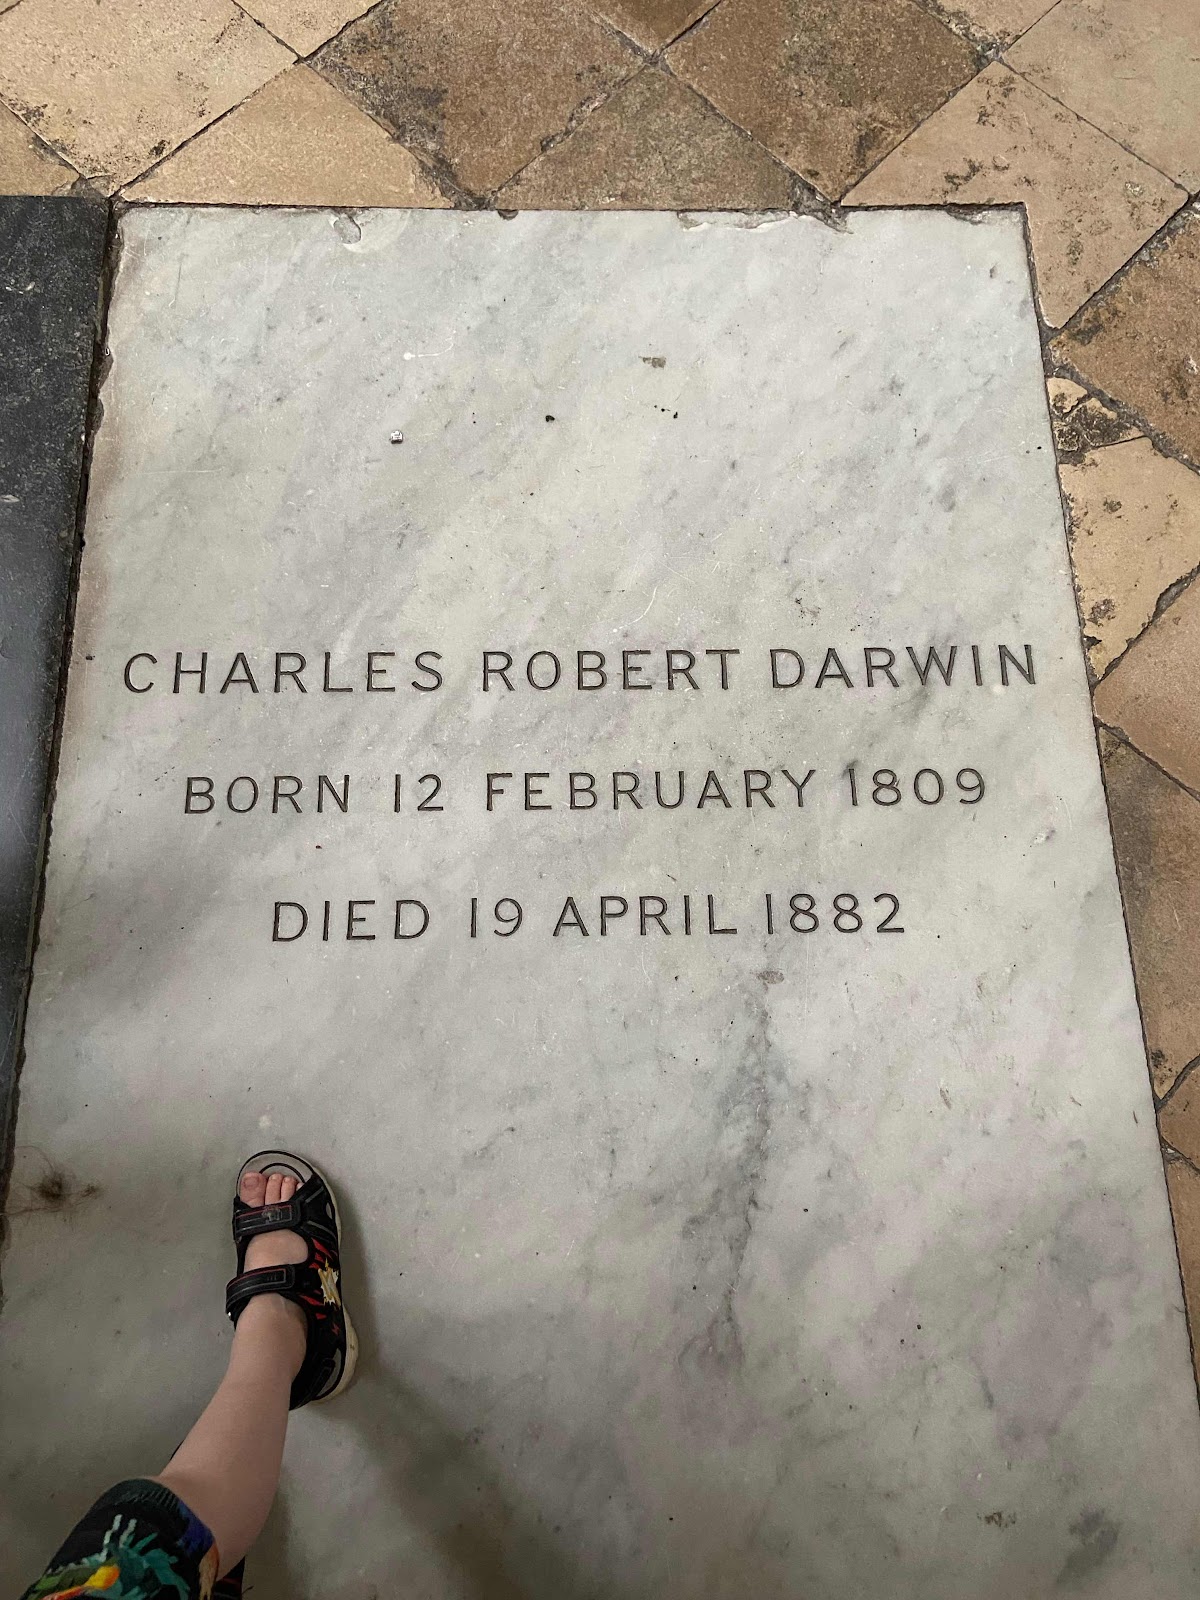 CHARLES ROBERT DARWIN
BORN 12 FEBRUARY 1809
DIED 19 APRIL 1882